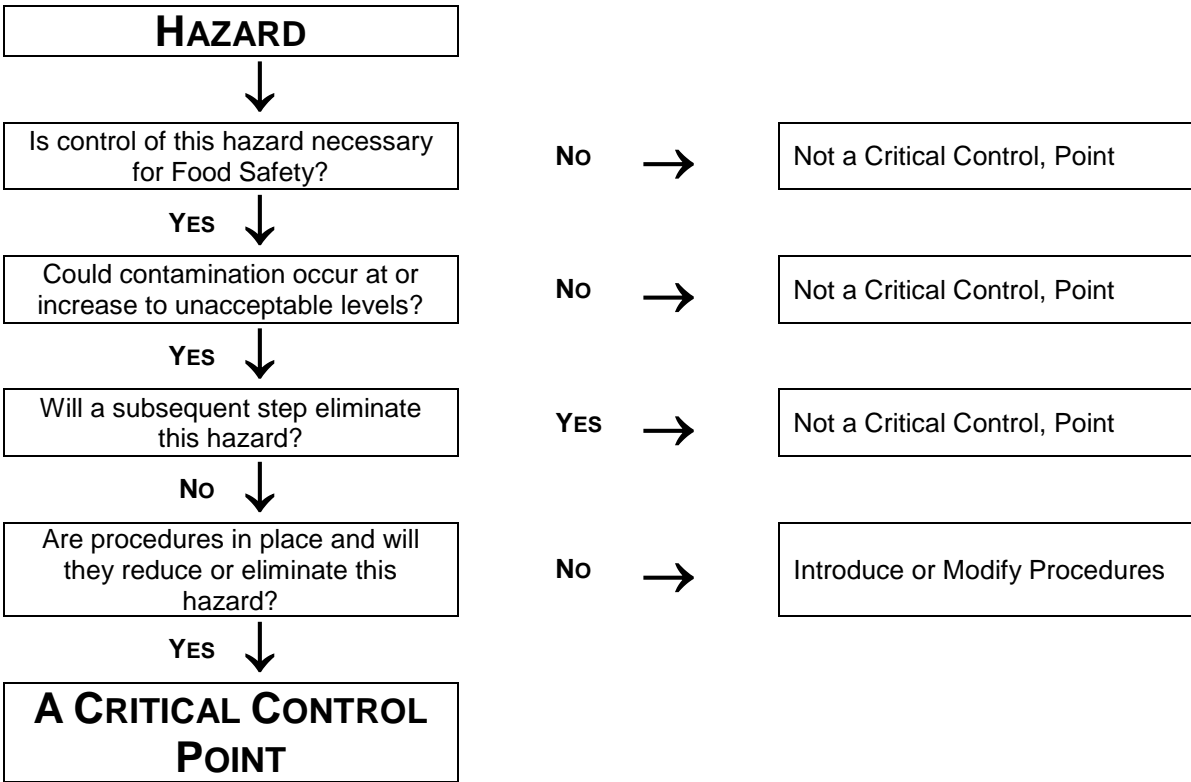 HAZARD
Is control of this hazard necessary
for Food Safety?
NO
Not a Critical Control, Point
YES
Could contamination occur at or
increase to unacceptable levels?
NO
Not a Critical Control, Point
YES
Will a subsequent step eliminate
this hazard?
YES
Not a Critical Control, Point
NO
Are procedures in place and will
they reduce or eliminate this
hazard?
NO
Introduce or Modify Procedures
YES
A CRITICAL CONTROL
POINT